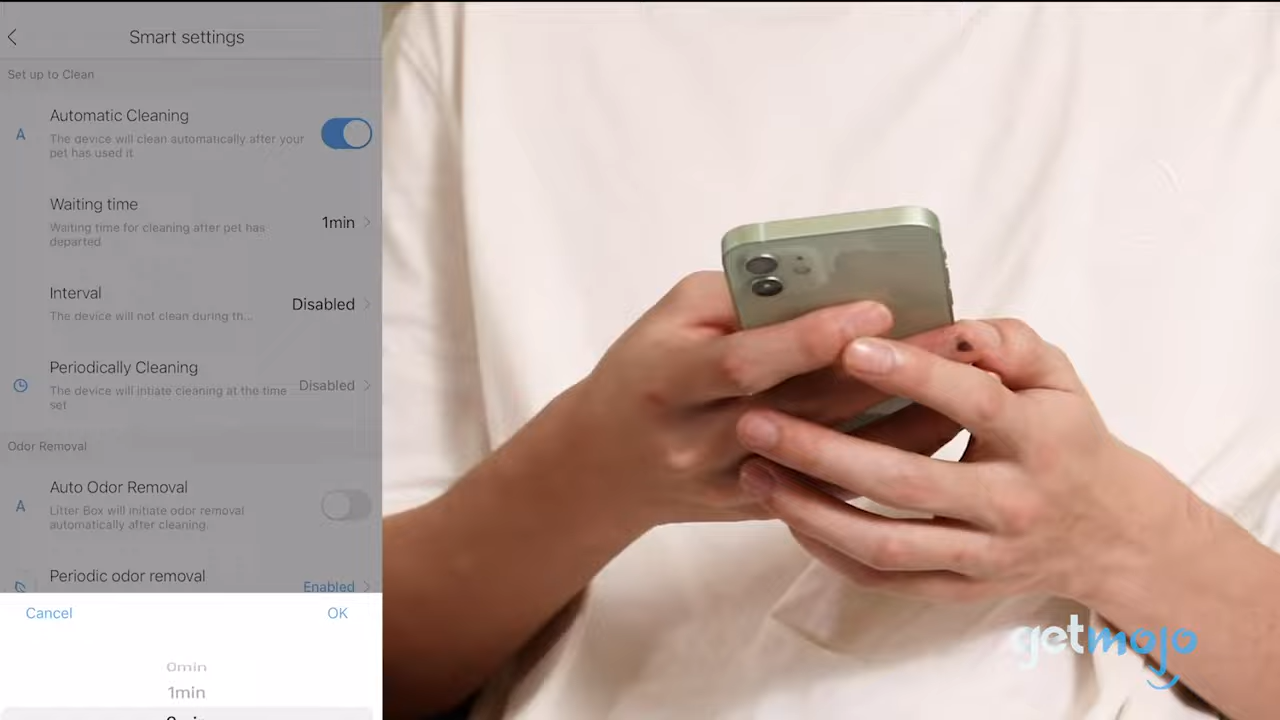 Smart settings
Set up to Clean
Automatic Cleaning
A
The device will clean automatically after your
pet has used it
Waiting time
Waiting time for cleaning after pet has
departed
1min
Interval
The device will not clean during th...
Disabled
Periodically Cleaning
The device will intiate cleaning at the time
set
Disabled
Odor Removal
Auto Odor Removal
A
Litter Box will initiate odor removal
automatically after cleaning.
Periodic odor removal
Enabled
Cancel
OK
0min
1min
getmojo